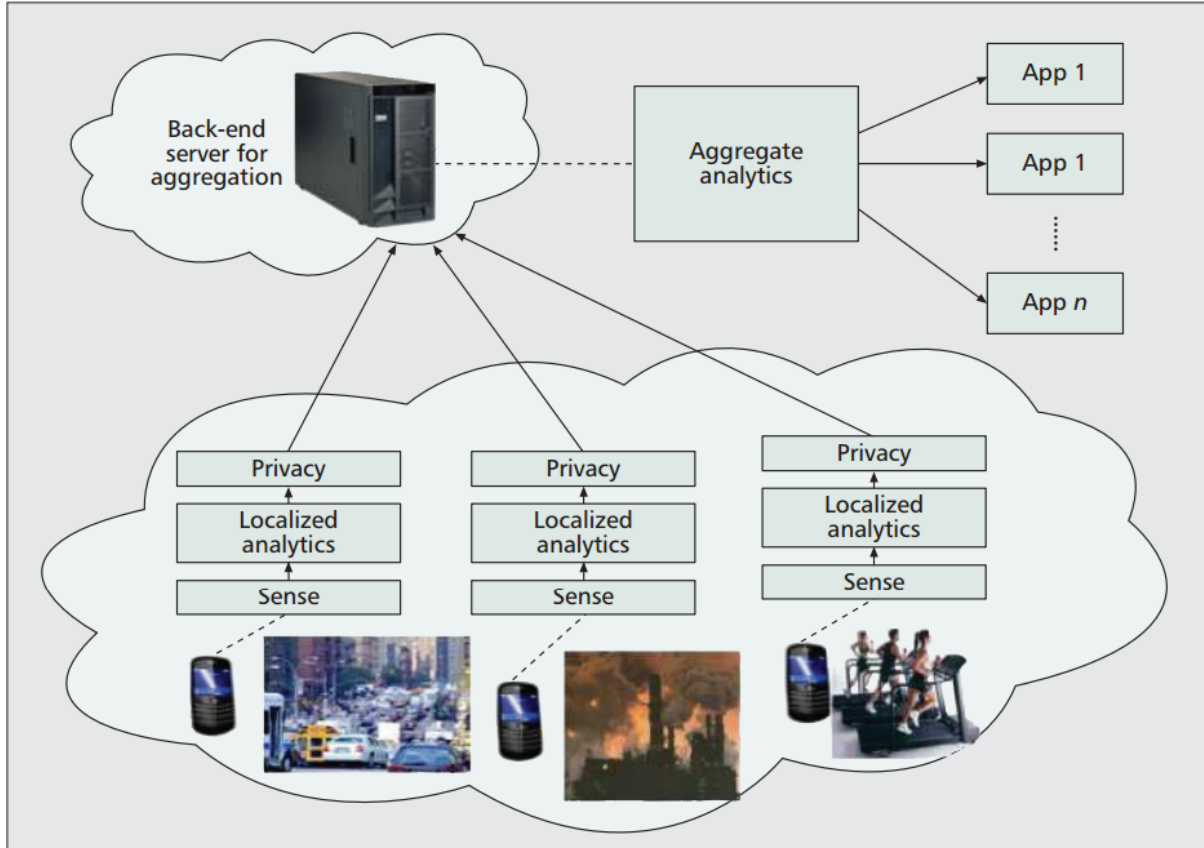 Back-end
server for
aggregation
Aggregate
analytics
App 1
App 1
App n
Privacy
Localized
analytics
Sense
Privacy
Localized
analytics
Sense
Privacy
Localized
analytics
Sense